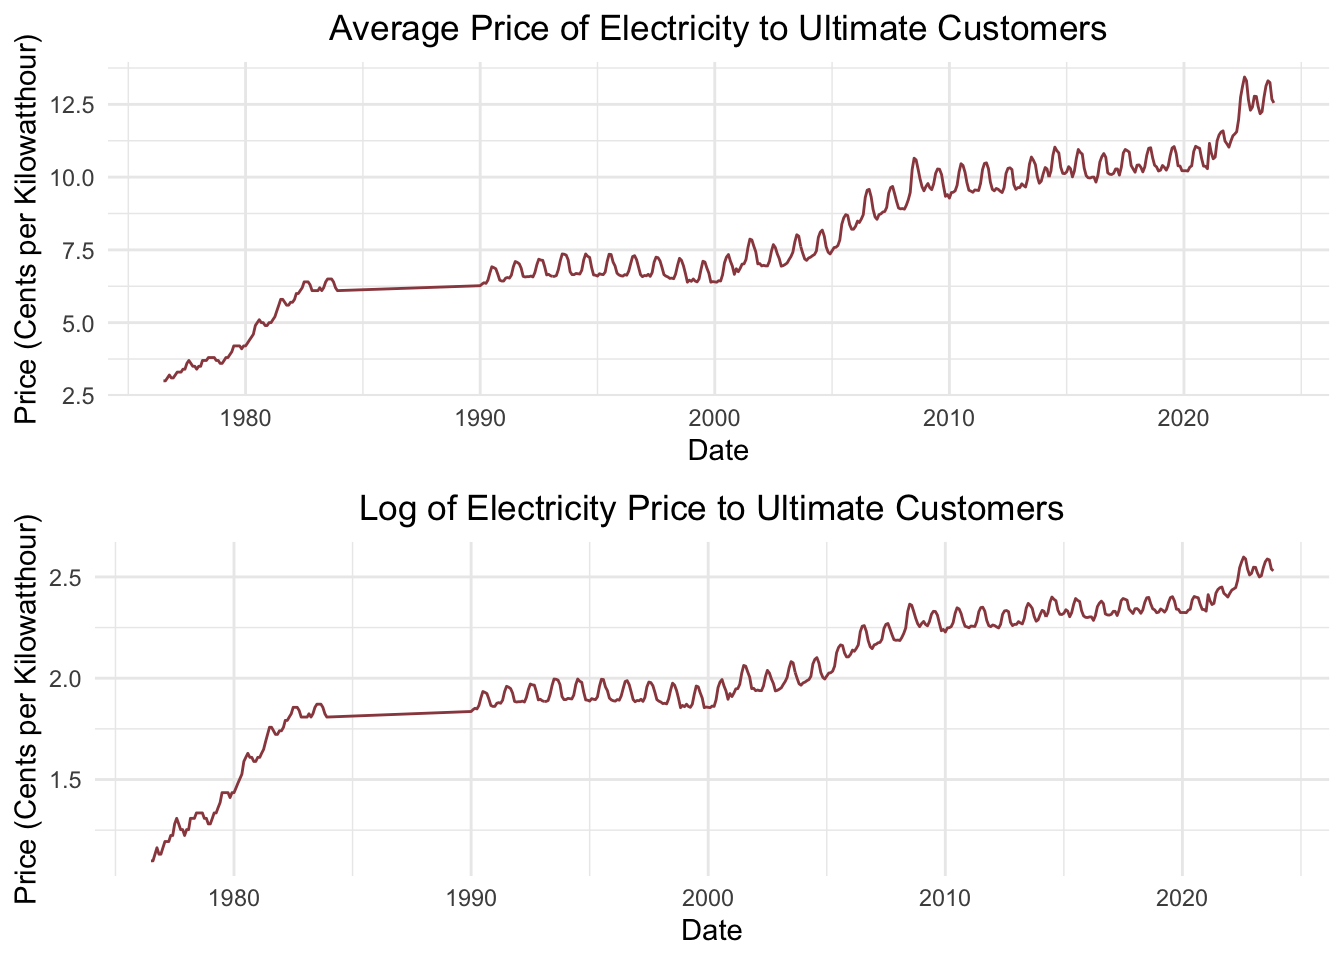 Average Price of Electricity to Ultimate Customers
Price (Cents per Kilowatthour)
12.5
10.0
7.5
5.0
2.5
1980 1990 2000 2010 2020
Date
Log of Electricity Price to Ultimate Customers
Price (Cents per Kilowatthour)
2.5
2.0
1.5
1980 1990 2000 2010 2020
Date